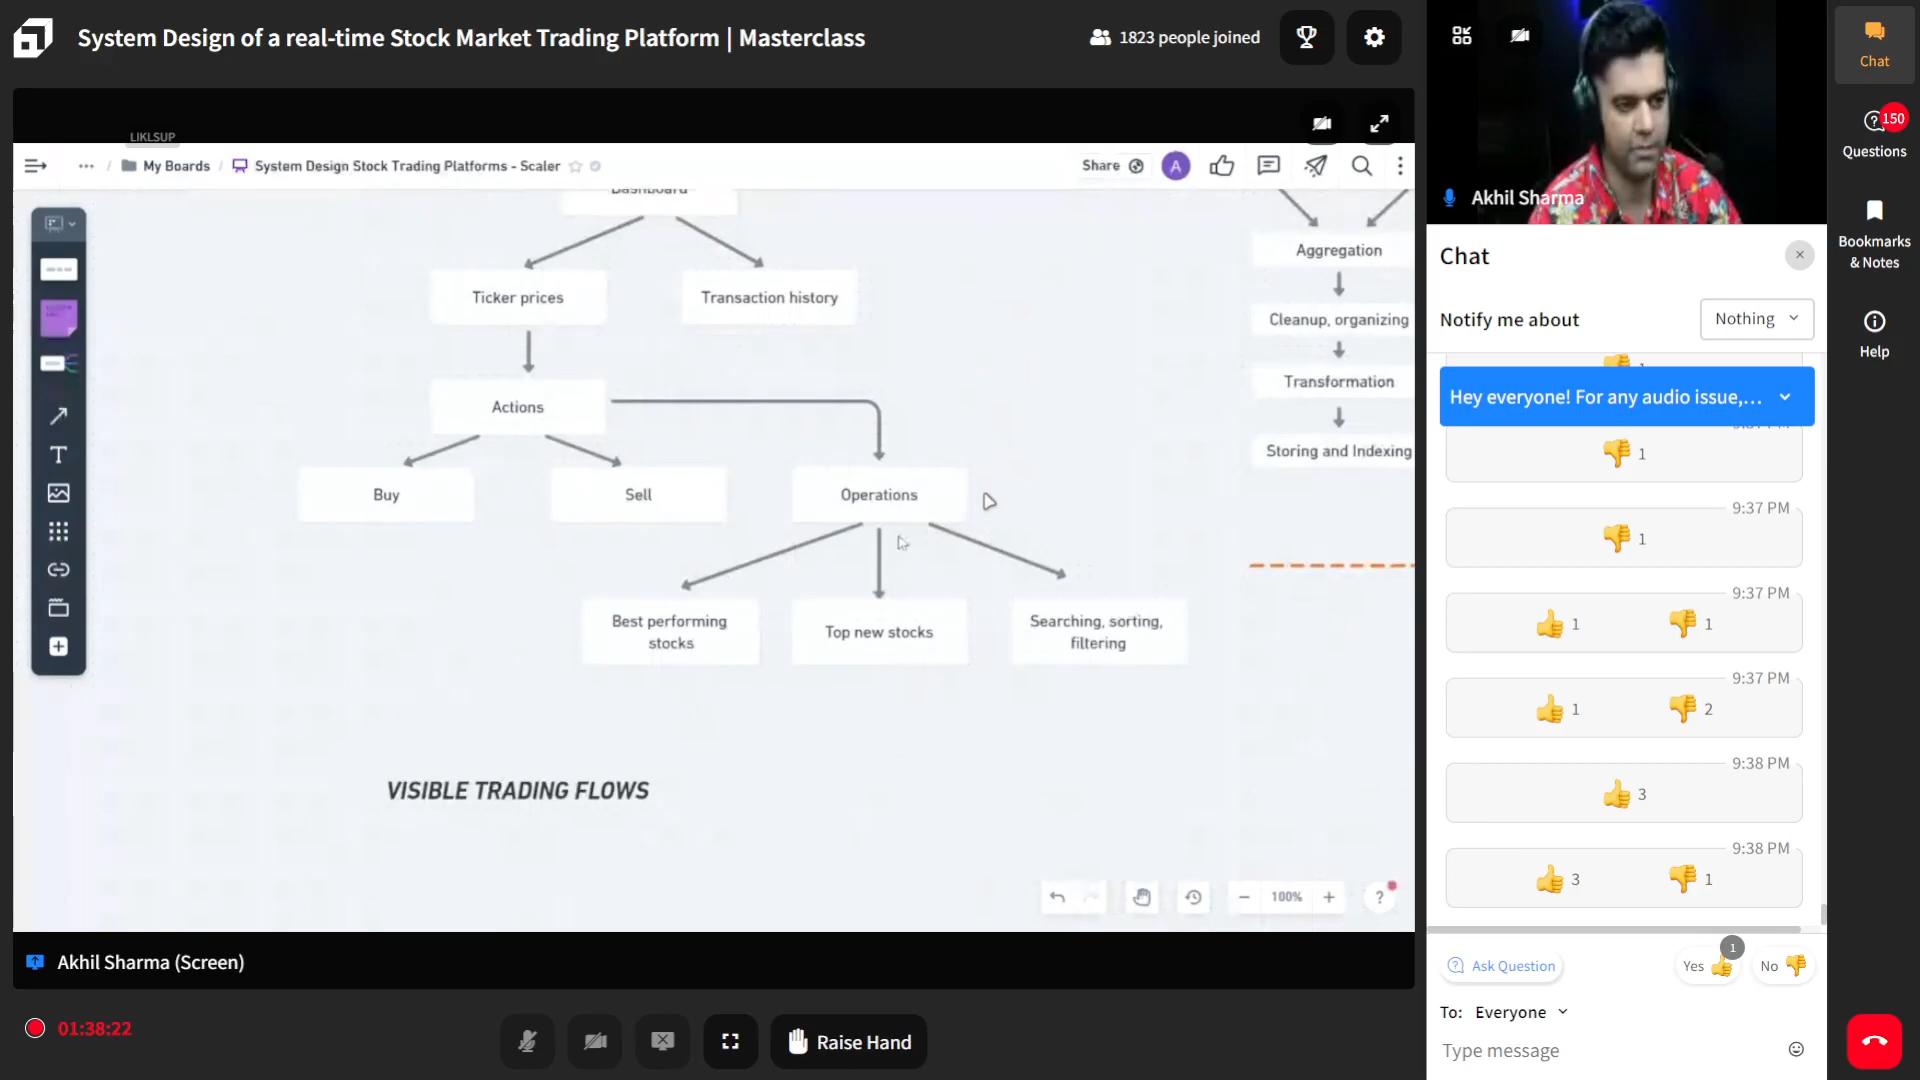 System Design of a real-time Stock Market Trading Platform | Masterclass
1823 people joined
LIKLSUP
My Boards / System Design Stock Trading Platforms - Scaler
Share
A
Dashboard
Ticker prices
Transaction history
Actions
Buy
Sell
Operations
Best performing
stocks
Top new stocks
Searching, sorting,
filtering
VISIBLE TRADING FLOWS
Aggregation
Cleanup, organizing
Transformation
Storing and Indexing
100%
?
Akhil Sharma (Screen)
01:38:22
Raise Hand
Akhil Sharma
Chat
Notify me about
Nothing
Hey everyone! For any audio issue,...
1
9:37 PM
1
9:37 PM
1
1
9:37 PM
1
2
9:38 PM
3
9:38 PM
3
1
Ask Question
Yes
1
No
To: Everyone
Type message
Chat
150
Questions
Bookmarks
& Notes
Help